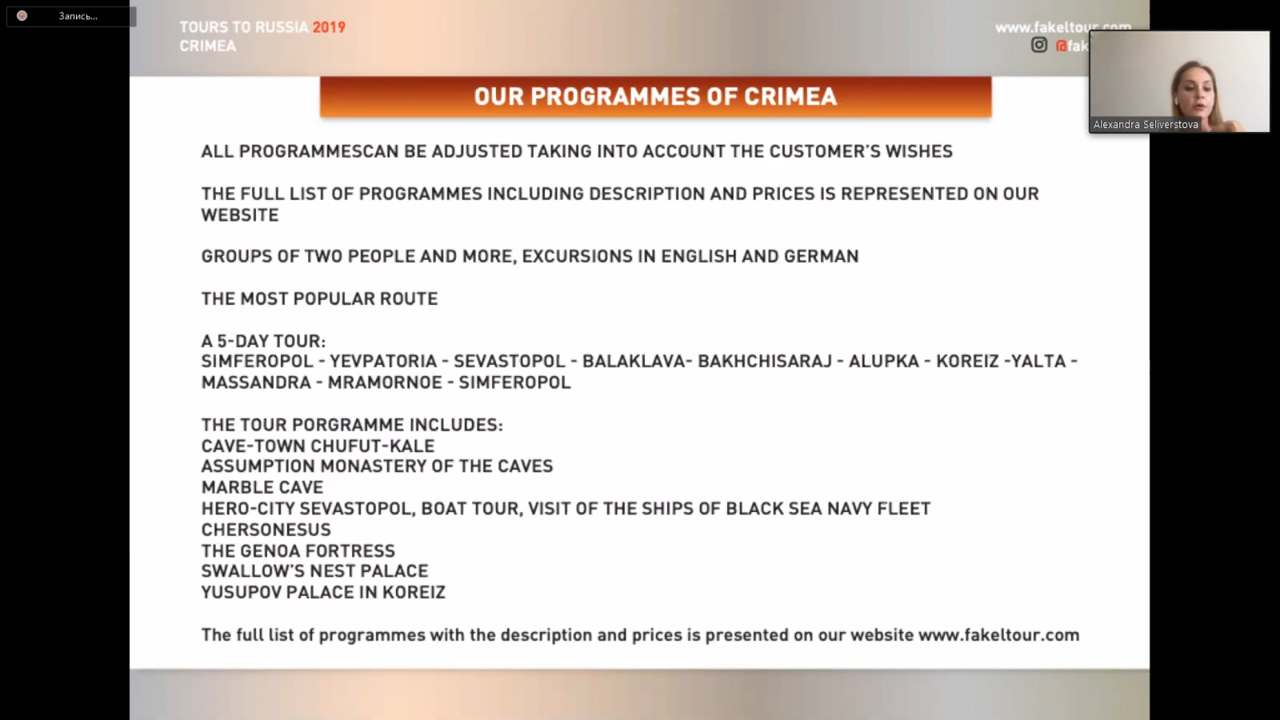 Запись...
TOURS TO RUSSIA 2019
CRIMEA
www.fakeltour.com
@fak
Alexandra Seliverstova
OUR PROGRAMMES OF CRIMEA
ALL PROGRAMMESCAN BE ADJUSTED TAKING INTO ACCOUNT THE CUSTOMER'S WISHES
THE FULL LIST OF PROGRAMMES INCLUDING DESCRIPTION AND PRICES IS REPRESENTED ON OUR
WEBSITE
GROUPS OF TWO PEOPLE AND MORE, EXCURSIONS IN ENGLISH AND GERMAN
THE MOST POPULAR ROUTE
A 5-DAY TOUR:
SIMFEROPOL - YEVPATORIA - SEVASTOPOL - BALAKLAVA- BAKHCHISARAJ - ALUPKA - KOREIZ -YALTA -
MASSANDRA - MRAMORNOE - SIMFEROPOL
THE TOUR PORGRAMME INCLUDES:
CAVE-TOWN CHUFUT-KALE
ASSUMPTION MONASTERY OF THE CAVES
MARBLE CAVE
HERO-CITY SEVASTOPOL, BOAT TOUR, VISIT OF THE SHIPS OF BLACK SEA NAVY FLEET
CHERSONESUS
THE GENOA FORTRESS
SWALLOW'S NEST PALACE
YUSUPOV PALACE IN KOREIZ
The full list of programmes with the description and prices is presented on our website www.fakeltour.com